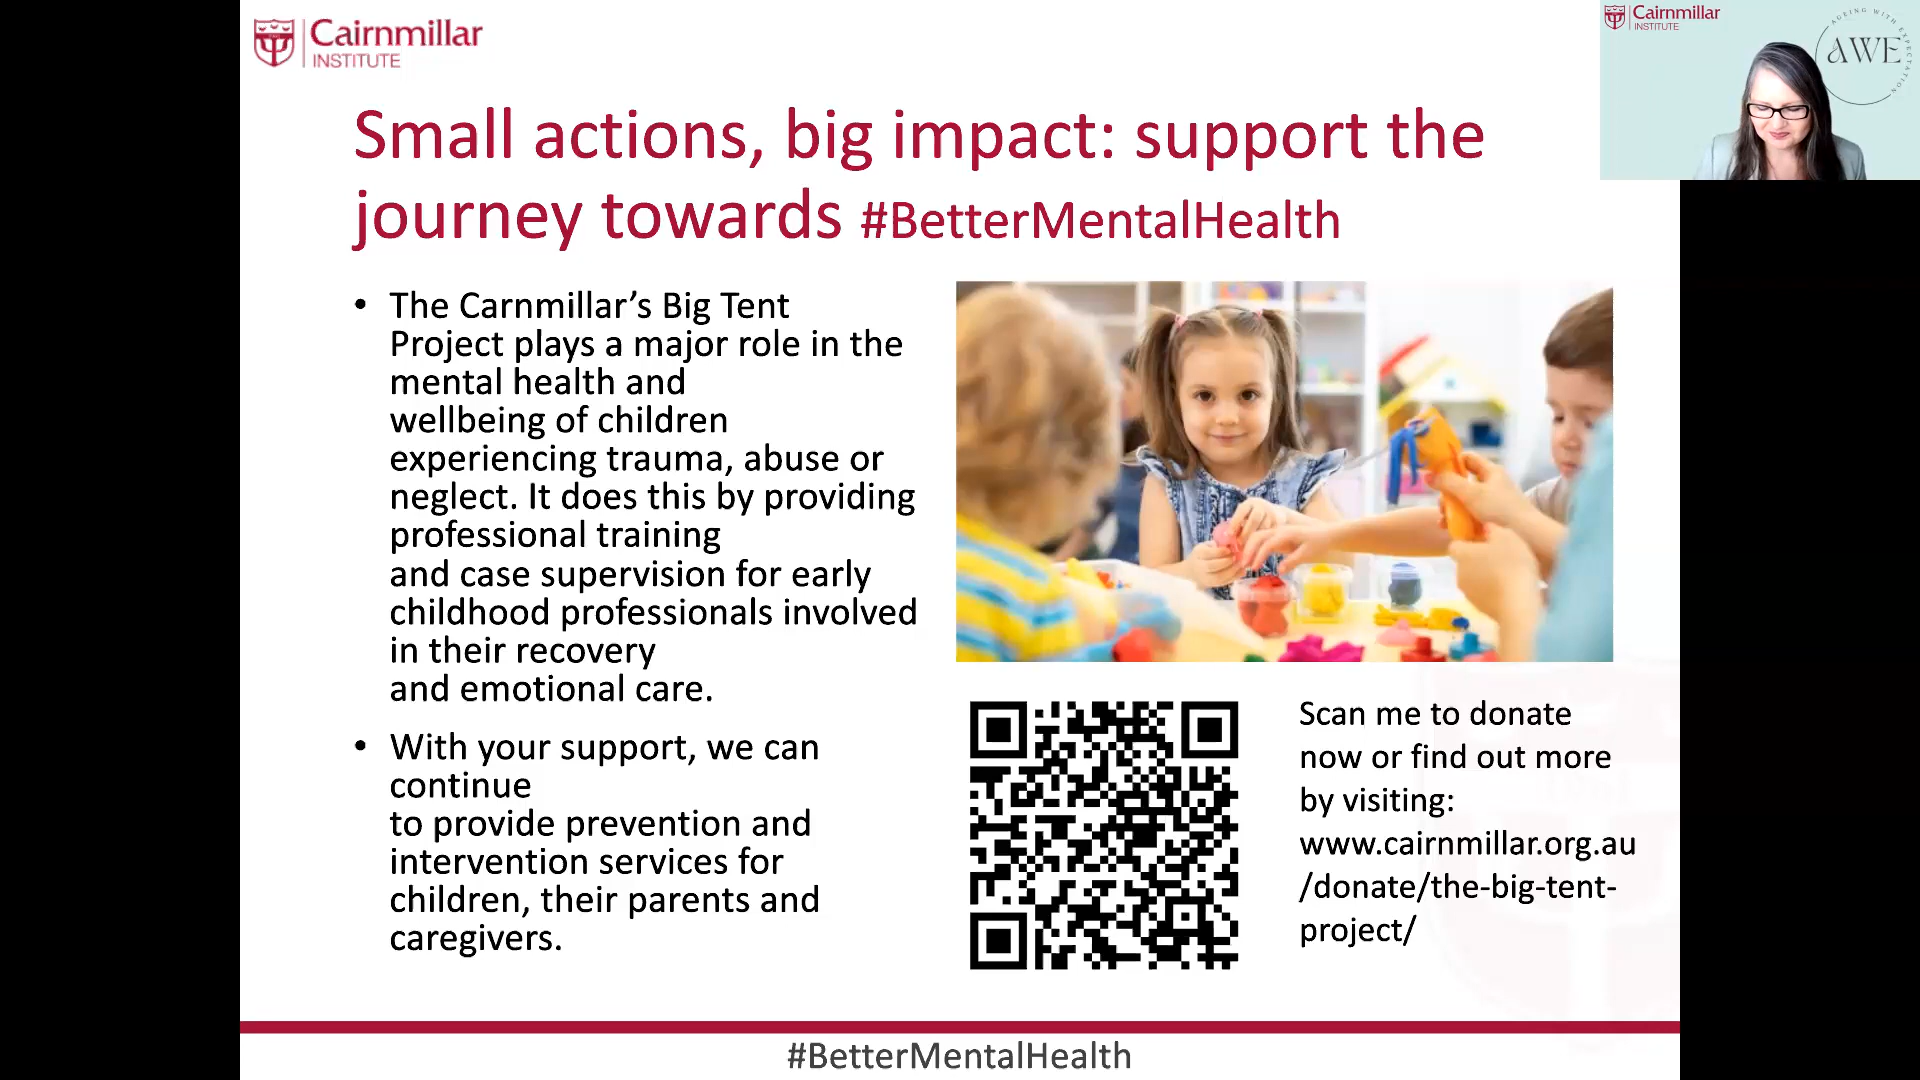 Cairnmillar
INSTITUTE
Cairnmillar
INSTITUTE
AGEING WITH EXPECTATION
AWE
Small actions, big impact: support the
journey towards #BetterMentalHealth
• The Carnmillar’s Big Tent
Project plays a major role in the
mental health and
wellbeing of children
experiencing trauma, abuse or
neglect. It does this by providing
professional training
and case supervision for early
childhood professionals involved
in their recovery
and emotional care.
• With your support, we can
continue
to provide prevention and
intervention services for
children, their parents and
caregivers.
Scan me to donate
now or find out more
by visiting:
www.cairnmillar.org.au
/donate/the-big-tent-
project/
#BetterMentalHealth